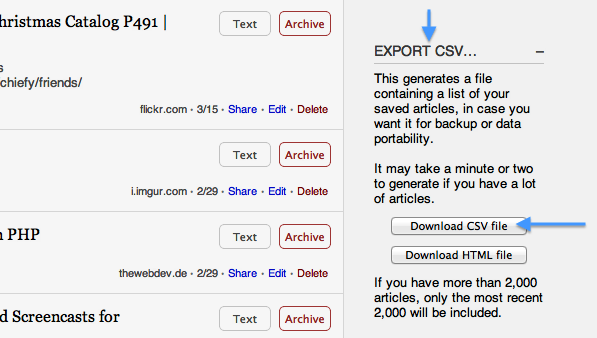 hristmas Catalog P491 |
Text
Archive
s
chiefy/friends/
flickr.com • 3/15 • Share • Edit • Delete
Text
Archive
i.imgur.com • 2/29 • Share • Edit • Delete
n PHP
Text
Archive
thewebdev.de • 2/29 • Share • Edit • Delete
d Screencasts for
Text
Archive
EXPORT CSV... –
This generates a file
containing a list of your
saved articles, in case you
want it for backup or data
portability.
It may take a minute or two
to generate if you have a lot
of articles.
Download CSV file
Download HTML file
If you have more than 2,000
articles, only the most recent
2,000 will be included.